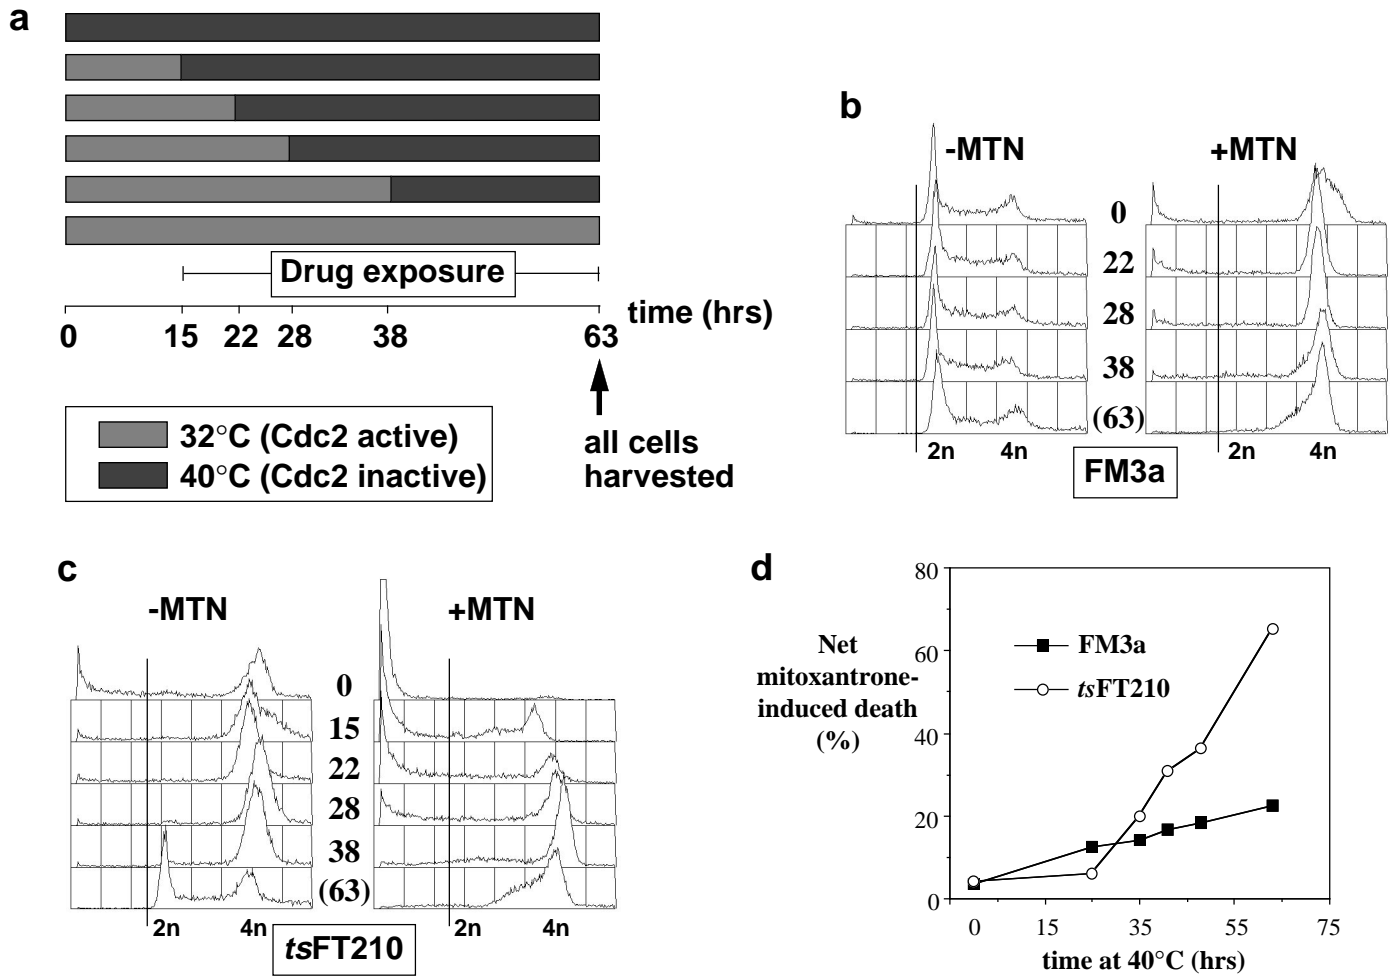 a
Drug exposure
time (hrs)
0 15 22 28 38 63
32°C (Cdc2 active)
40°C (Cdc2 inactive)
all cells
harvested
b
-MTN +MTN
0
22
28
38
(63)
2n 4n 2n 4n
FM3a
c
-MTN +MTN
0
15
22
28
38
(63)
2n 4n 2n 4n
tsFT210
d
Net
mitoxantrone-
induced death
(%)
80
60
40
20
0
FM3a
tsFT210
0 15 35 55 75
time at 40°C (hrs)